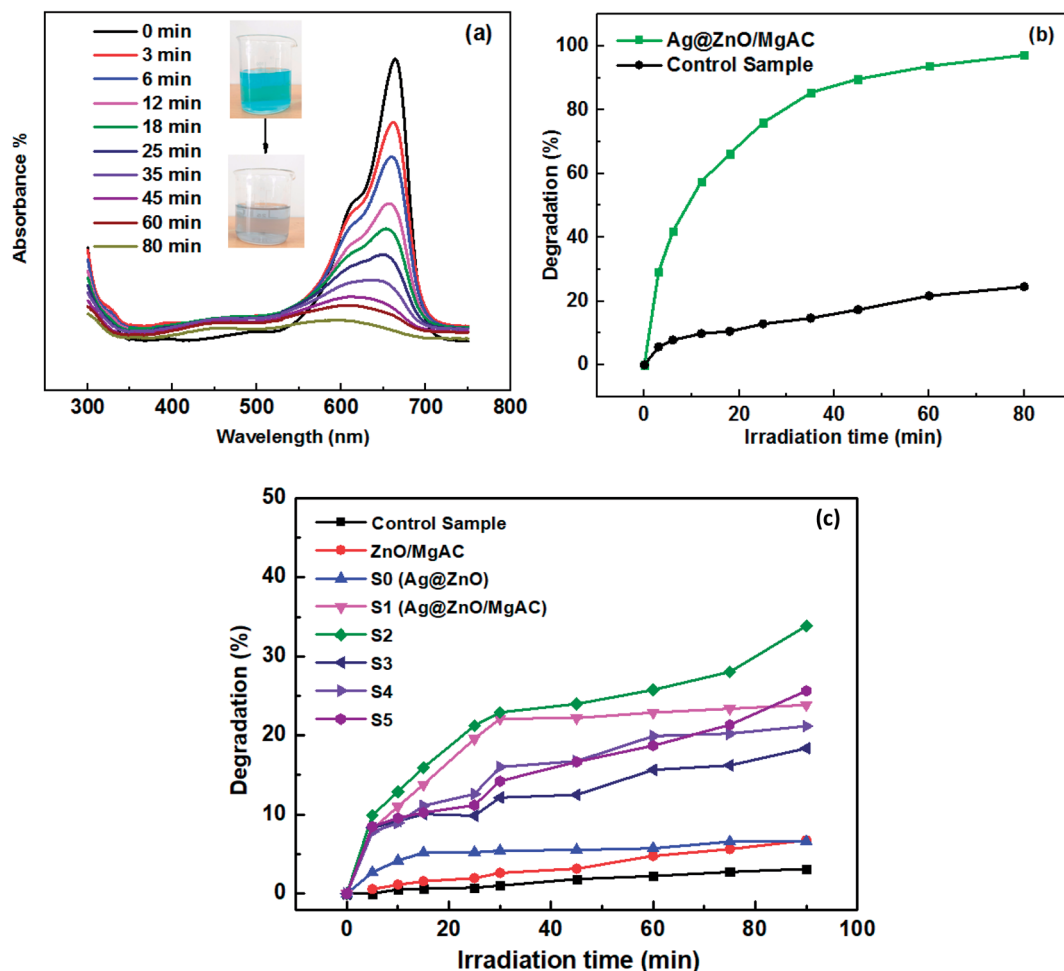 (a)
0 min
3 min
6 min
12 min
18 min
25 min
35 min
45 min
60 min
80 min
Absorbance %
300 400 500 600 700 800
Wavelength (nm)
(b)
Ag@ZnO/MgAC
Control Sample
Degradation (%)
100
80
60
40
20
0
0 20 40 60 80
Irradiation time (min)
(c)
Control Sample
ZnO/MgAC
S0 (Ag@ZnO)
S1 (Ag@ZnO/MgAC)
S2
S3
S4
S5
Degradation (%)
50
40
30
20
10
0
0 20 40 60 80 100
Irradiation time (min)